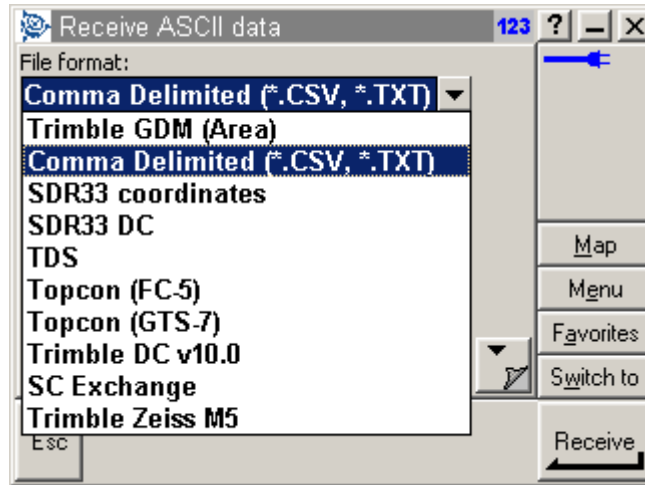 Receive ASCII data 123 ? _ X
File format:
Comma Delimited (*.CSV, *.TXT)
Trimble GDM (Area)
Comma Delimited (*.CSV, *.TXT)
SDR33 coordinates
SDR33 DC
TDS
Topcon (FC-5)
Topcon (GTS-7)
Trimble DC v10.0
SC Exchange
Trimble Zeiss M5
Map
Menu
Favorites
Switch to
Esc
Receive